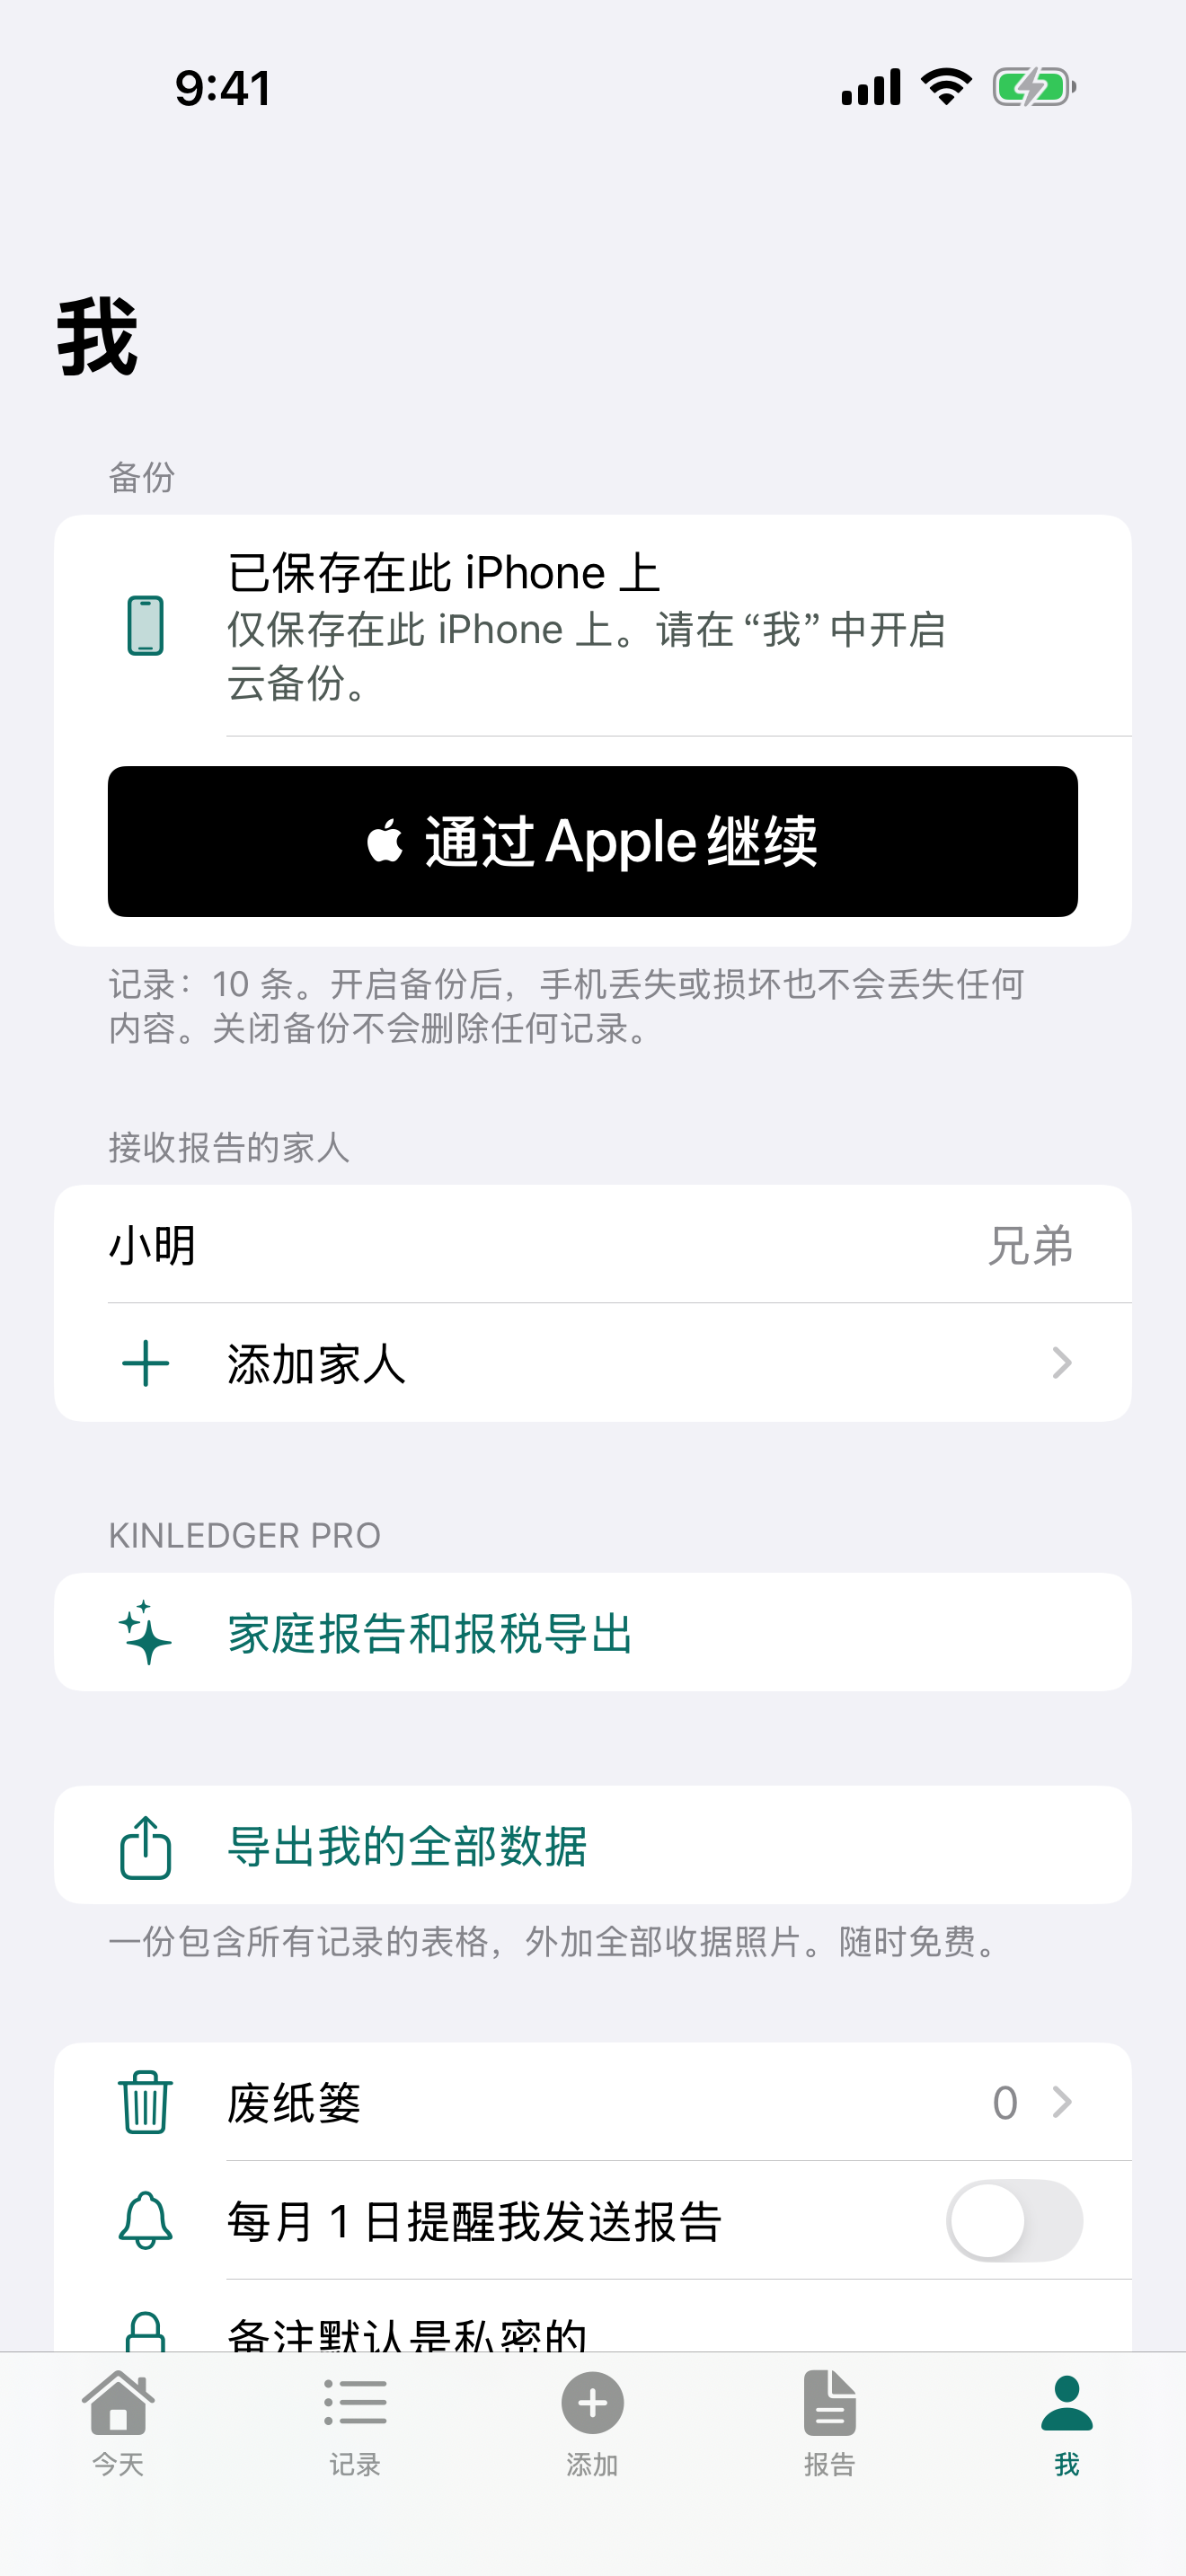 9:41
我
备份
已保存在此 iPhone 上
仅保存在此 iPhone 上。请在“我”中开启
云备份。
通过 Apple 继续
记录：10 条。开启备份后，手机丢失或损坏也不会丢失任何
内容。关闭备份不会删除任何记录。
接收报告的家人
小明 兄弟
添加家人
KINLEDGER PRO
家庭报告和报税导出
导出我的全部数据
一份包含所有记录的表格，外加全部收据照片。随时免费。
废纸篓 0
每月 1 日提醒我发送报告
备注默认是私密的
今天 记录 添加 报告 我